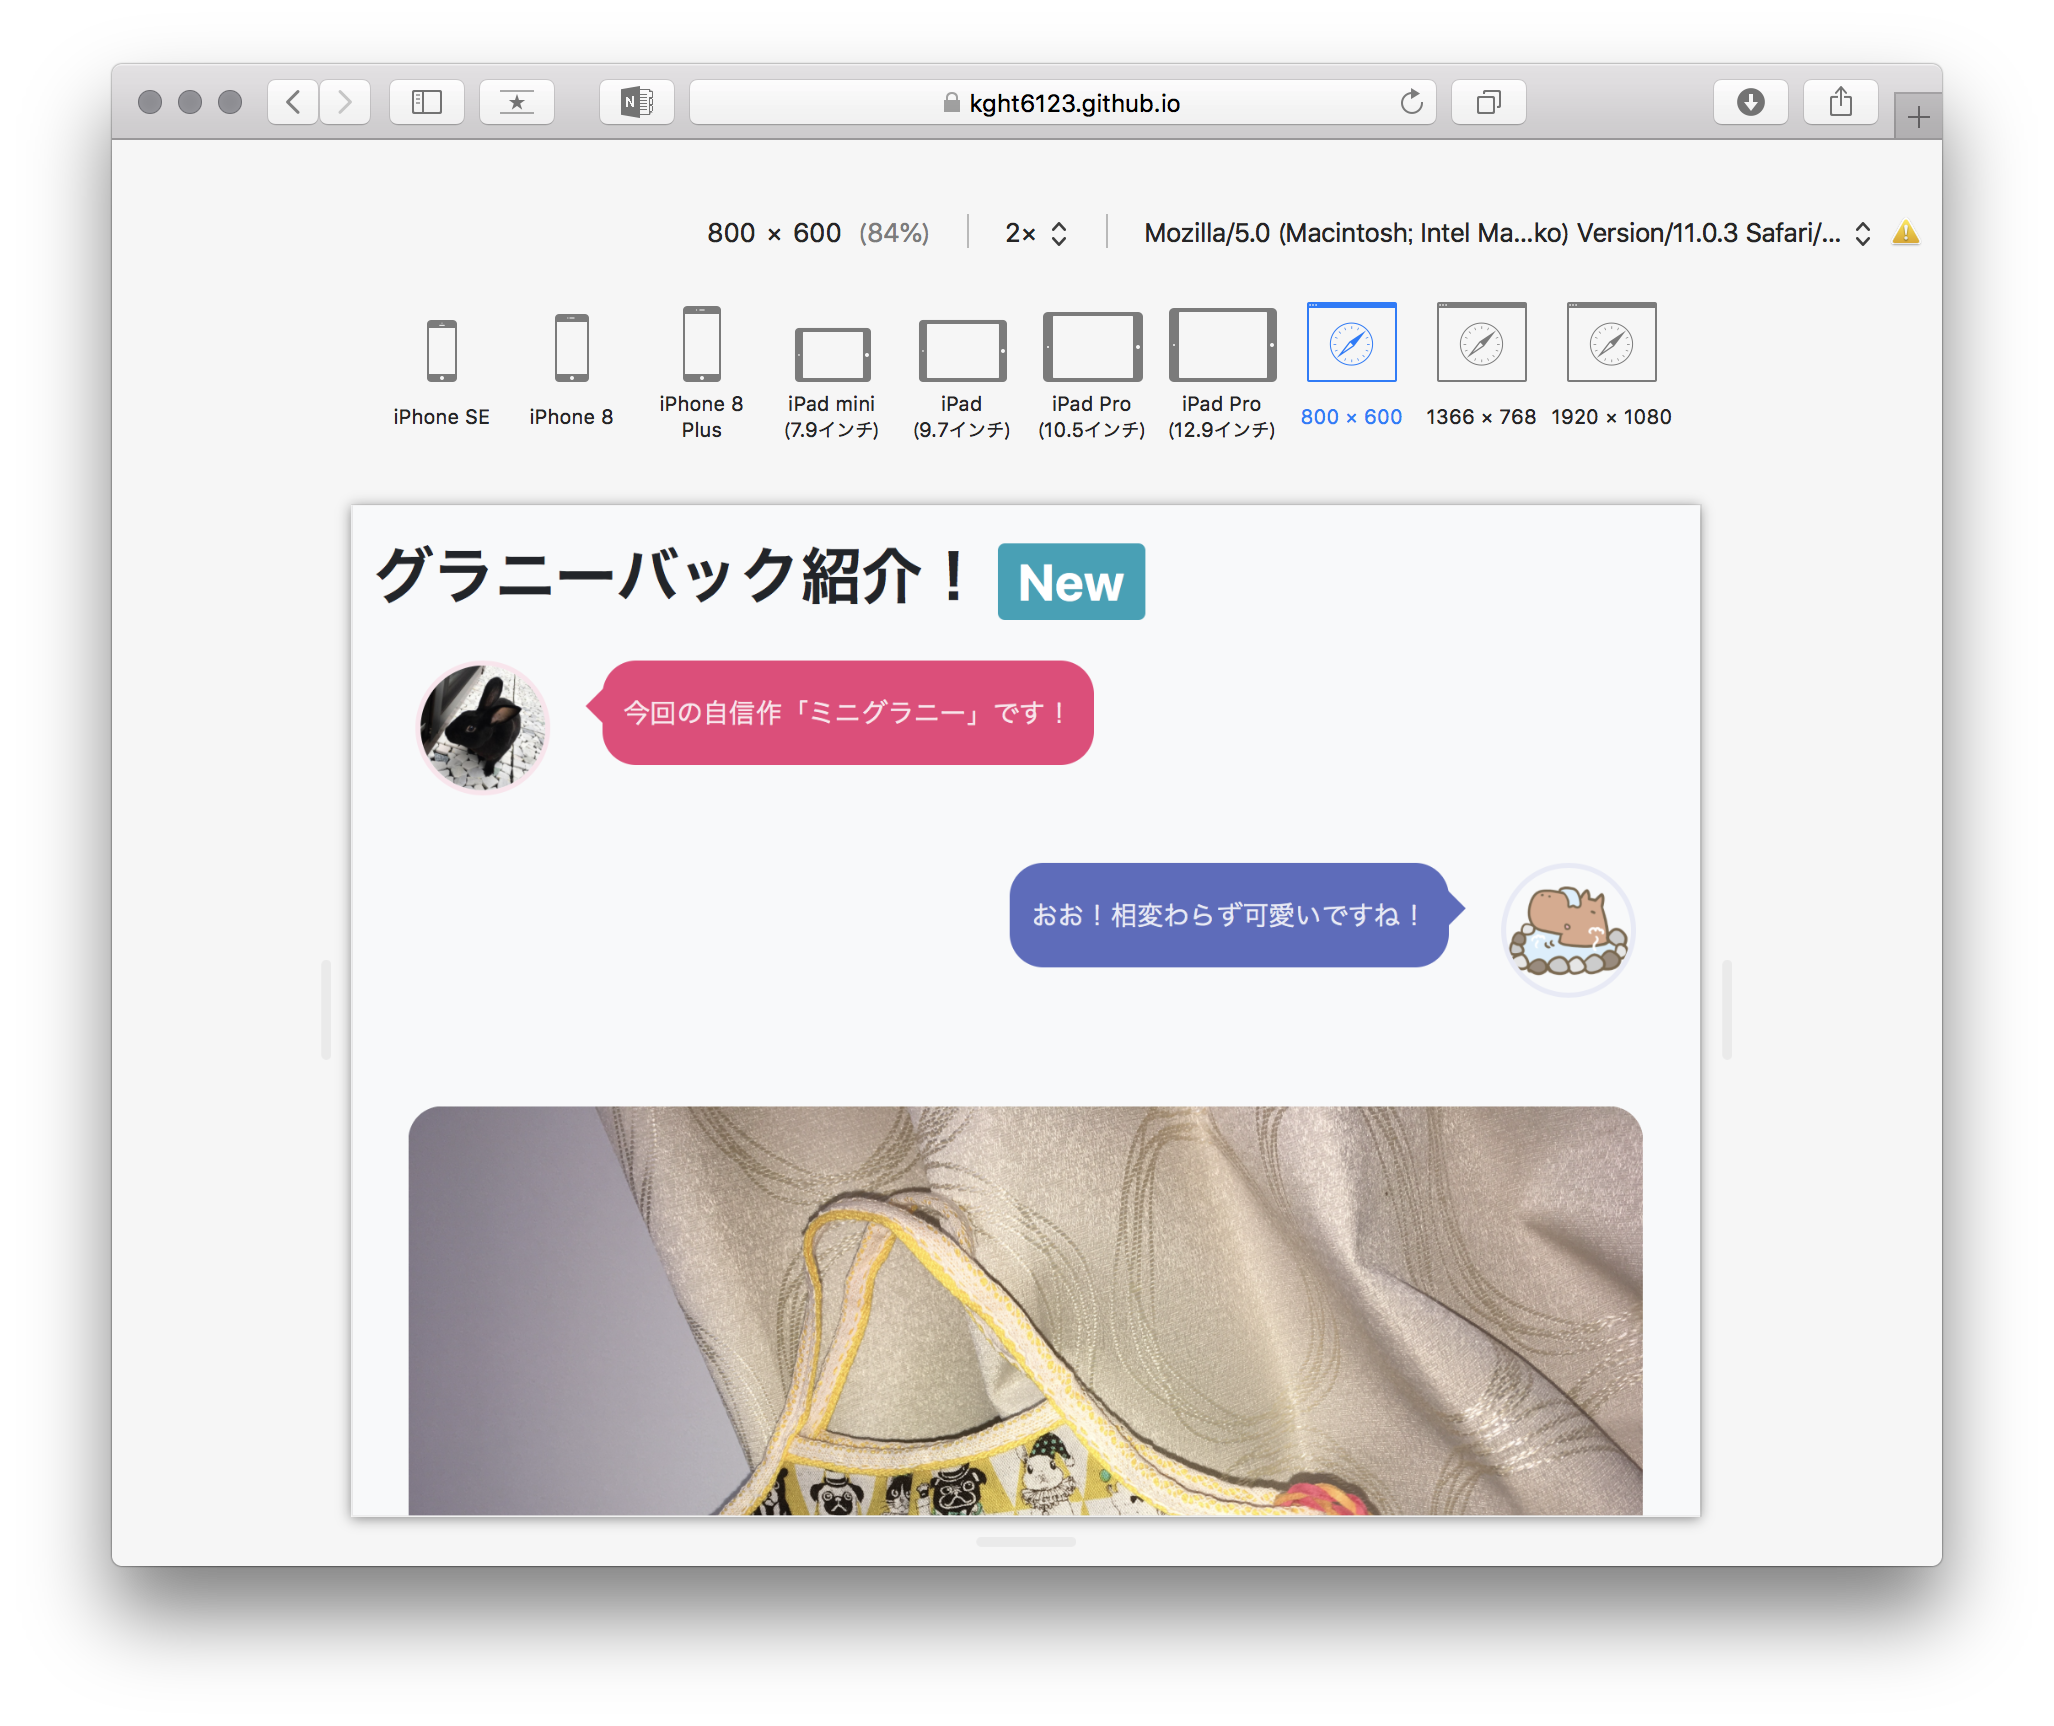 N
kght6123.github.io
800 × 600 (84%)
2×
Mozilla/5.0 (Macintosh; Intel Ma...ko) Version/11.0.3 Safari/...
iPhone SE
iPhone 8
iPhone 8
Plus
iPad mini
(7.9インチ)
iPad
(9.7インチ)
iPad Pro
(10.5インチ)
iPad Pro
(12.9インチ)
800 × 600
1366 × 768
1920 × 1080
グラニーバック紹介！ New
今回の自信作「ミニグラニー」です！
おお！相変わらず可愛いですね！